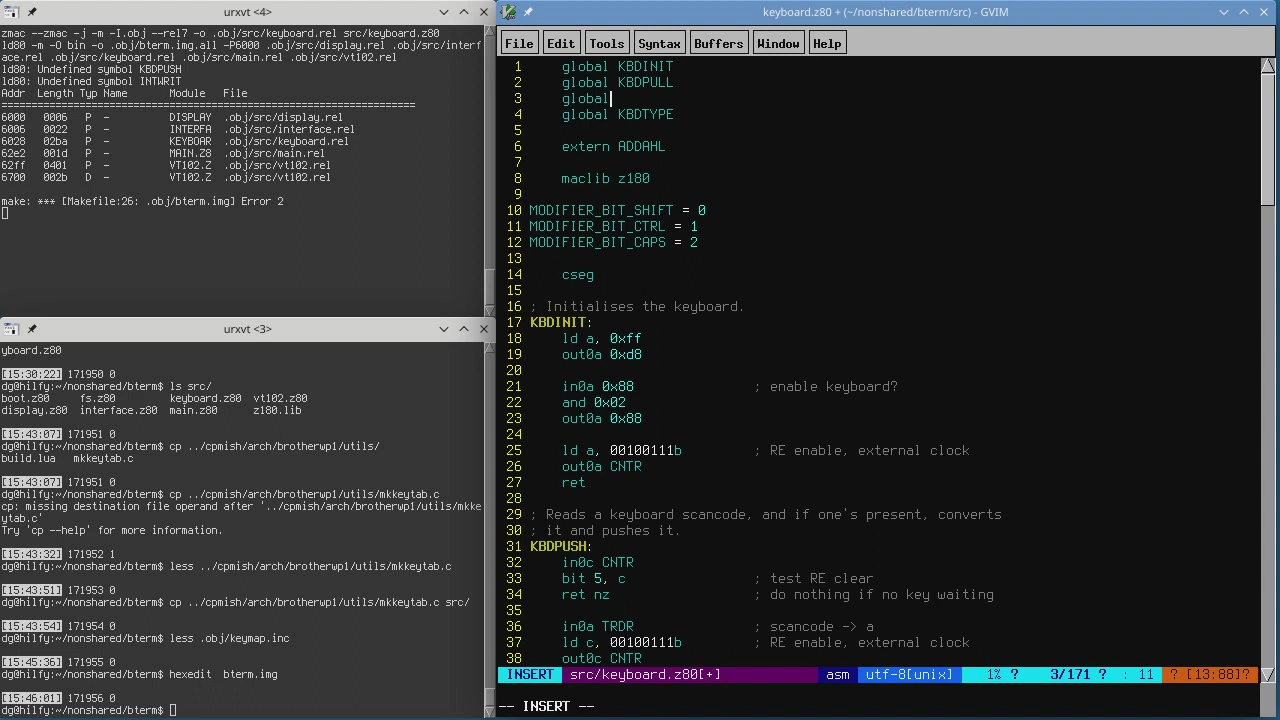 urxvt <4>
zmac --zmac -j -m -I.obj --rel7 -o .obj/src/keyboard.rel src/keyboard.z80
ld80 -m -O bin -o .obj/bterm.img.all -P6000 .obj/src/display.rel .obj/src/interf
ace.rel .obj/src/keyboard.rel .obj/src/main.rel .obj/src/vt102.rel
ld80: Undefined symbol KBDPUSH
ld80: Undefined symbol INTWRIT
Addr  Length Typ Name       Module   File
=====================================================================
6000   0006   P  -          DISPLAY  .obj/src/display.rel
6006   0022   P  -          INTERFA  .obj/src/interface.rel
6028   02ba   P  -          KEYBOAR  .obj/src/keyboard.rel
62e2   001d   P  -          MAIN.Z8  .obj/src/main.rel
62ff   0401   P  -          VT102.Z  .obj/src/vt102.rel
6700   002b   D  -          VT102.Z  .obj/src/vt102.rel
make: *** [Makefile:26: .obj/bterm.img] Error 2
urxvt <3>
yboard.z80
[15:30:22] 171950 0
dg@hilfy:~/nonshared/bterm$ ls src/
boot.z80     fs.z80         keyboard.z80  vt102.z80
display.z80  interface.z80  main.z80      z180.lib
[15:43:07] 171951 0
dg@hilfy:~/nonshared/bterm$ cp ../cpmish/arch/brotherwp1/utils/
build.lua   mkkeytab.c
[15:43:07] 171951 0
dg@hilfy:~/nonshared/bterm$ cp ../cpmish/arch/brotherwp1/utils/mkkeytab.c
cp: missing destination file operand after '../cpmish/arch/brotherwp1/utils/mkke
ytab.c'
Try 'cp --help' for more information.
[15:43:32] 171952 1
dg@hilfy:~/nonshared/bterm$ less ../cpmish/arch/brotherwp1/utils/mkkeytab.c
[15:43:51] 171953 0
dg@hilfy:~/nonshared/bterm$ cp ../cpmish/arch/brotherwp1/utils/mkkeytab.c src/
[15:43:54] 171954 0
dg@hilfy:~/nonshared/bterm$ less .obj/keymap.inc
[15:45:36] 171955 0
dg@hilfy:~/nonshared/bterm$ hexedit  bterm.img
[15:46:01] 171956 0
dg@hilfy:~/nonshared/bterm$
keyboard.z80 + (~/nonshared/bterm/src) - GVIM
File Edit Tools Syntax Buffers Window Help
1     global KBDINIT
2     global KBDPULL
3     global
4     global KBDTYPE
5
6     extern ADDAHL
7
8     maclib z180
9
10 MODIFIER_BIT_SHIFT = 0
11 MODIFIER_BIT_CTRL = 1
12 MODIFIER_BIT_CAPS = 2
13
14     cseg
15
16 ; Initialises the keyboard.
17 KBDINIT:
18     ld a, 0xff
19     out0a 0xd8
20
21     in0a 0x88               ; enable keyboard?
22     and 0x02
23     out0a 0x88
24
25     ld a, 00100111b         ; RE enable, external clock
26     out0a CNTR
27     ret
28
29 ; Reads a keyboard scancode, and if one's present, converts
30 ; it and pushes it.
31 KBDPUSH:
32     in0c CNTR
33     bit 5, c                ; test RE clear
34     ret nz                  ; do nothing if no key waiting
35
36     in0a TRDR               ; scancode -> a
37     ld c, 00100111b         ; RE enable, external clock
38     out0c CNTR
INSERT src/keyboard.z80[+] asm utf-8[unix] 1% ? 3/171 ? : 11 ? [13:88]?
-- INSERT --